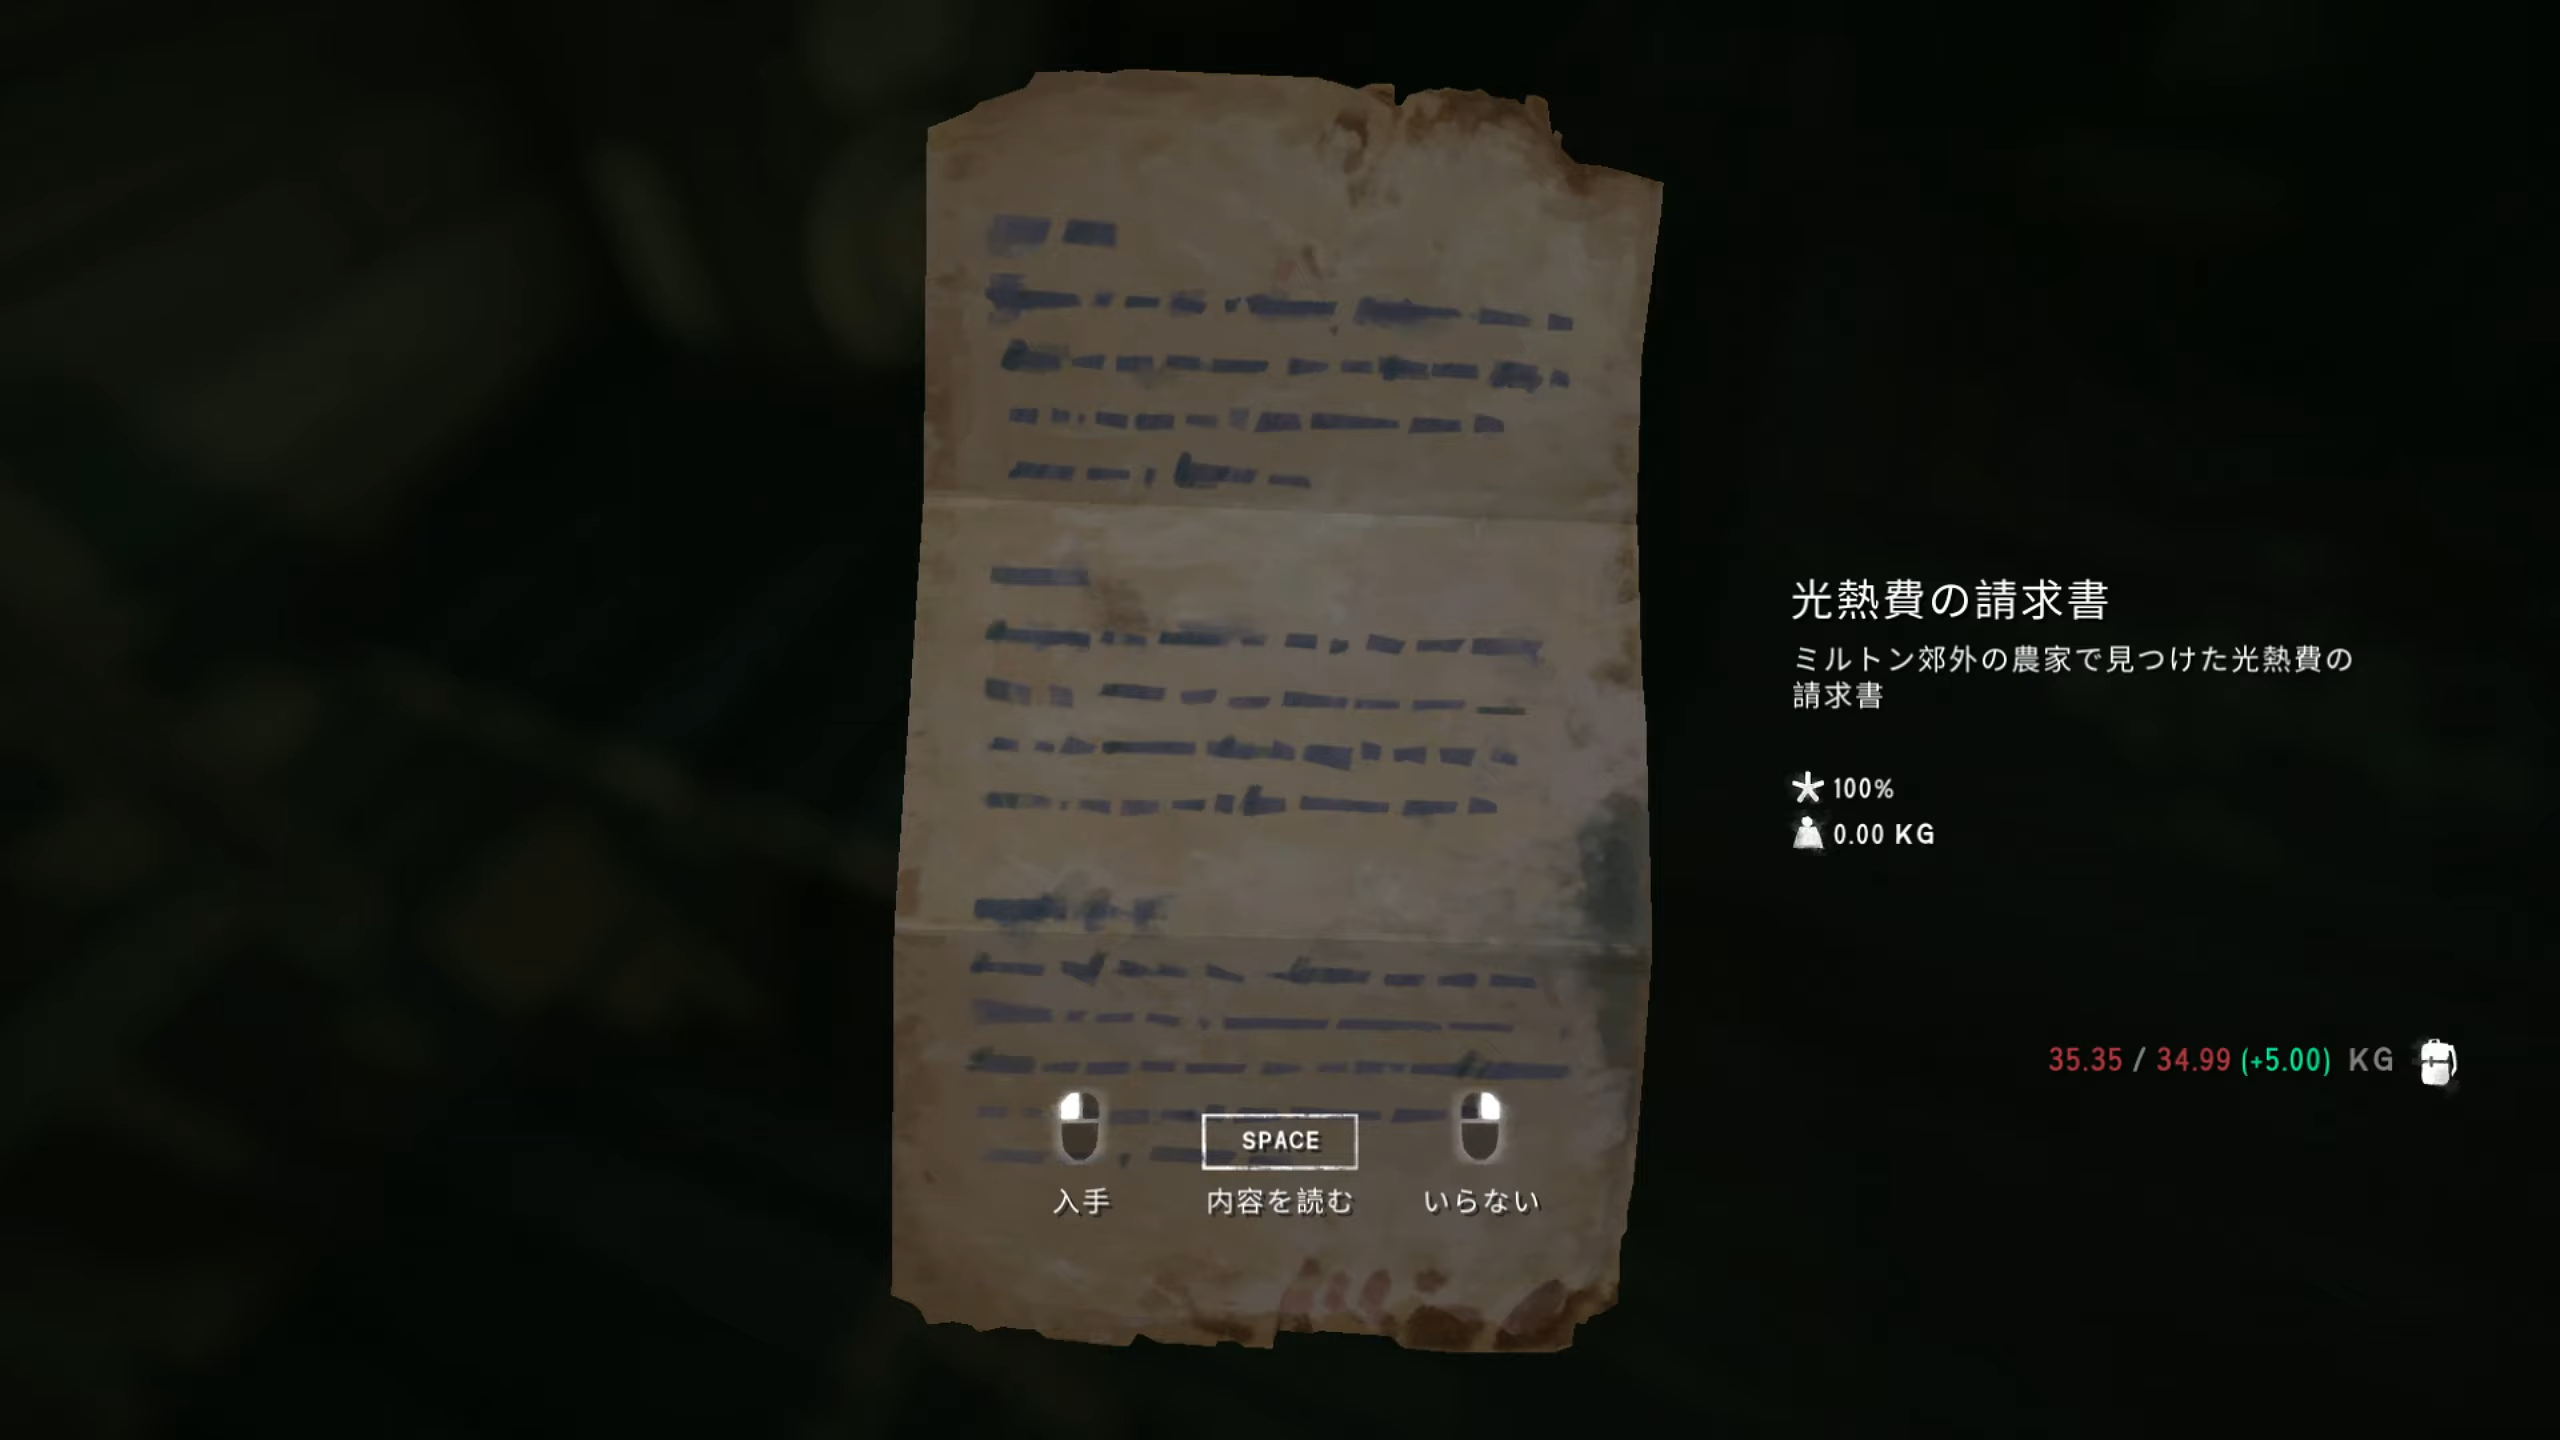 光熱費の請求書
ミルトン郊外の農家で見つけた光熱費の
請求書
100%
0.00 KG
35.35 / 34.99 (+5.00) KG
SPACE
入手
内容を読む
いらない